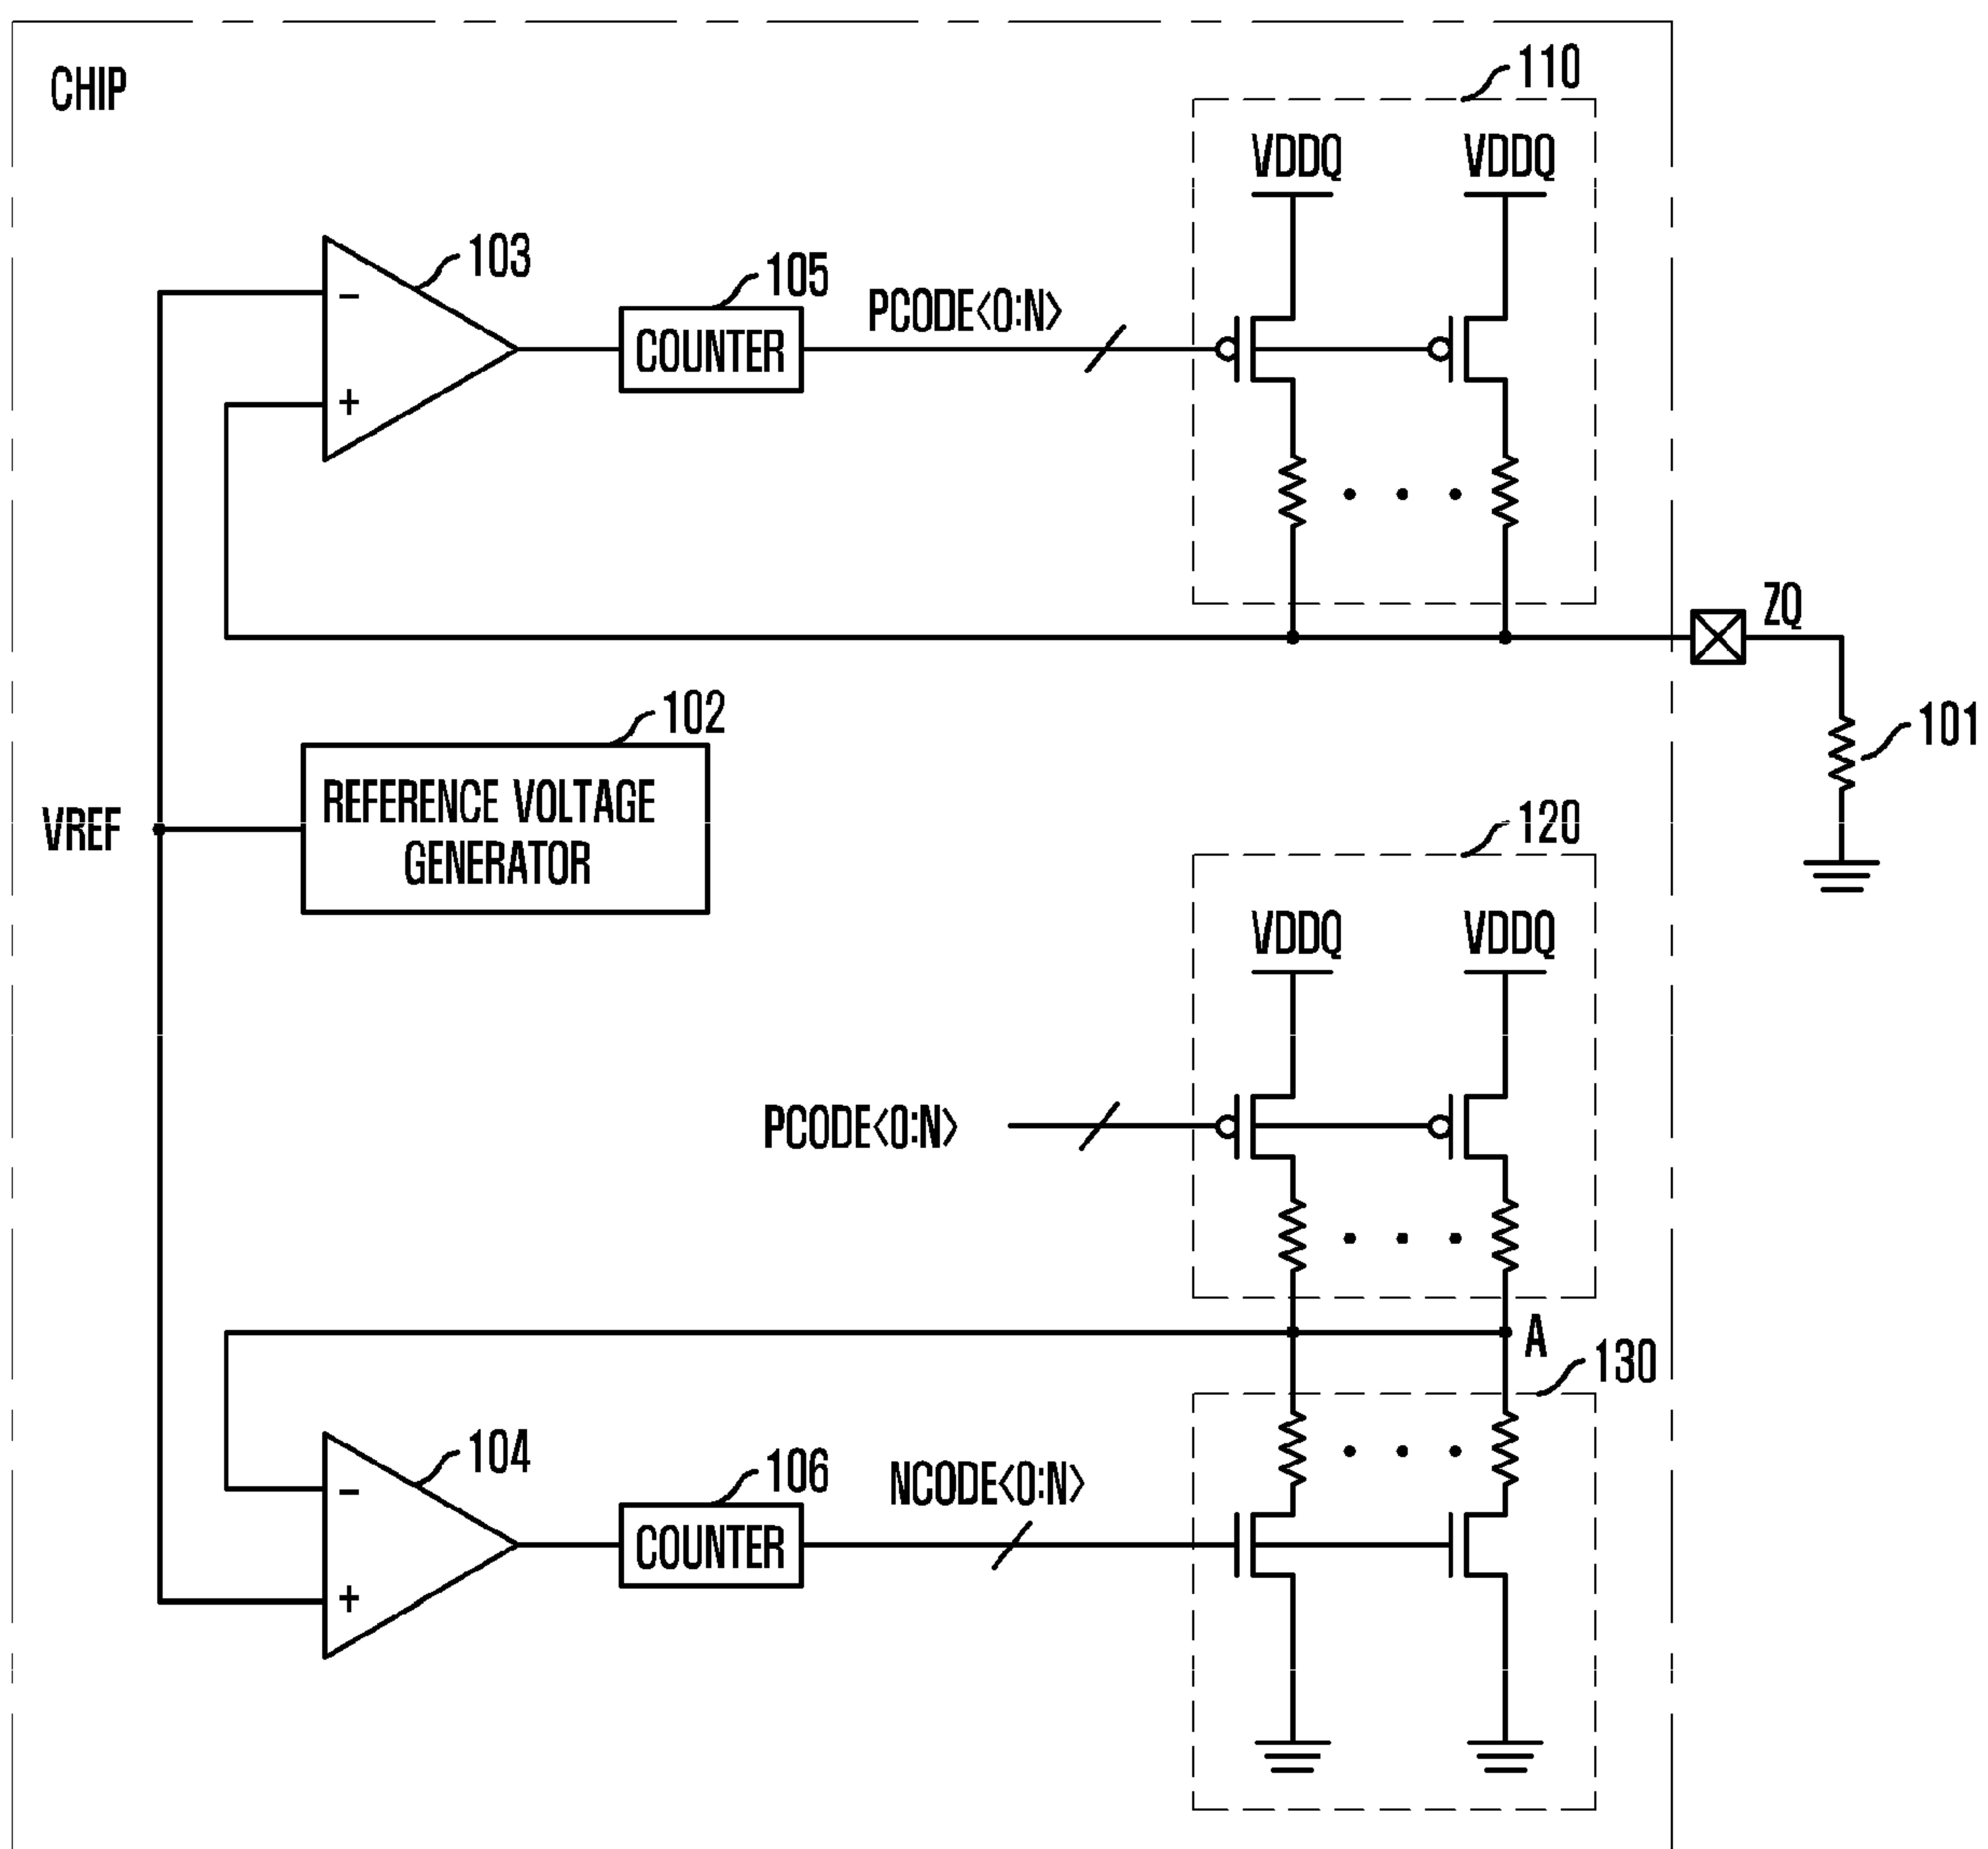 CHIP
110
VDDQ VDDQ
103
105
PCODE<0:N>
-
COUNTER
+
ZQ
102
101
REFERENCE VOLTAGE
GENERATOR
VREF
120
VDDQ VDDQ
PCODE<0:N>
A
130
104
106
NCODE<0:N>
-
COUNTER
+